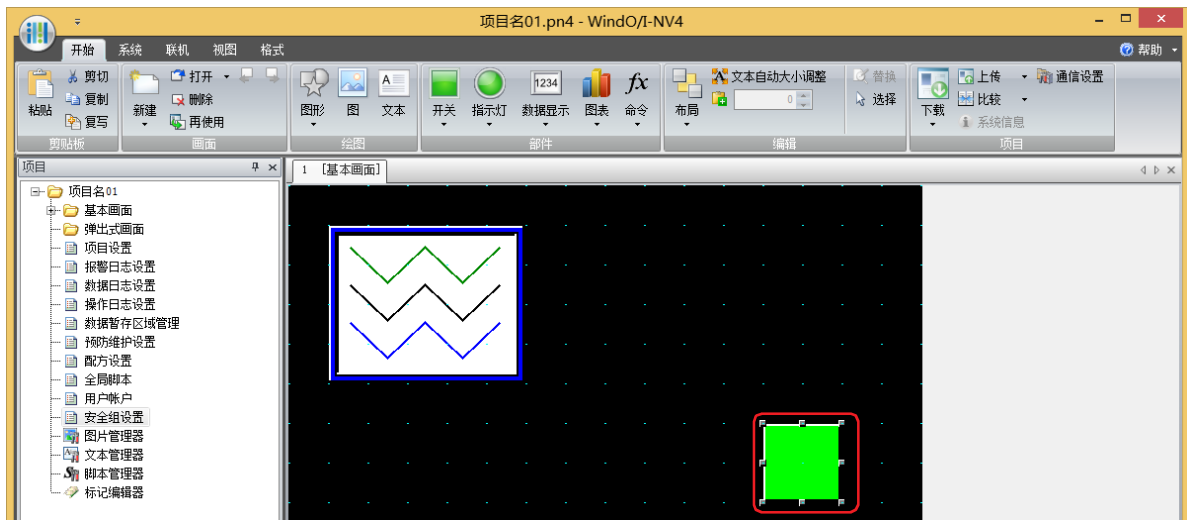 项目名01.pn4 - WindO/I-NV4
开始 系统 联机 视图 格式 帮助
粘贴 剪切 复制 复写 剪贴板
新建 打开 删除 再使用 画面
图形 图 文本 绘图
开关 指示灯 1234 数据显示 图表 fx 命令 部件
布局 文本自动大小调整 0 替换 选择 编辑
下载 上传 比较 系统信息 通信设置 项目
项目
1 [基本画面]
项目名01
基本画面
弹出式画面
项目设置
报警日志设置
数据日志设置
操作日志设置
数据暂存区域管理
预防维护设置
配方设置
全局脚本
用户帐户
安全组设置
图片管理器
文本管理器
脚本管理器
标记编辑器